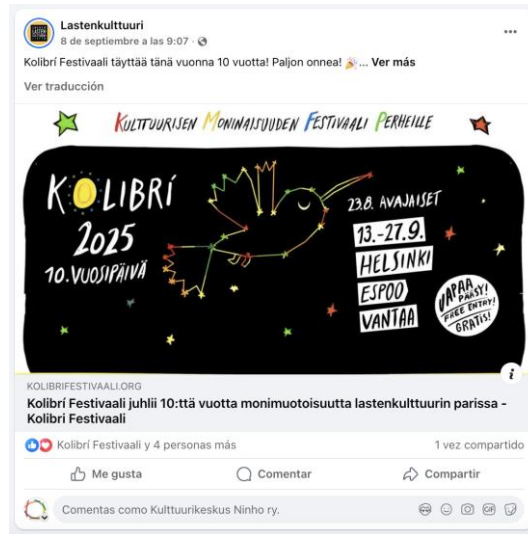 Lastenkulttuuri
8 de septiembre a las 9:07 ·
Kolibrí Festivaali täyttää tänä vuonna 10 vuotta! Paljon onnea! 🎉... Ver más
Ver traducción
KULTTUURISEN MONINAISUUDEN FESTIVAALI PERHEILLE
KOLIBRÍ
2025
10. VUOSIPÄIVÄ
23.8. AVAJAISET
13.-27.9.
HELSINKI
ESPOO
VANTAA
VAPAA
PÄÄSY!
FREE ENTRY!
GRATIS!
KOLIBRIFESTIVAALI.ORG
Kolibrí Festivaali juhlii 10:ttä vuotta monimuotoisuutta lastenkulttuurin parissa -
Kolibri Festivaali
Kolibrí Festivaali y 4 personas más
1 vez compartido
Me gusta
Comentar
Compartir
Comentas como Kulttuurikeskus Ninho ry.
GIF